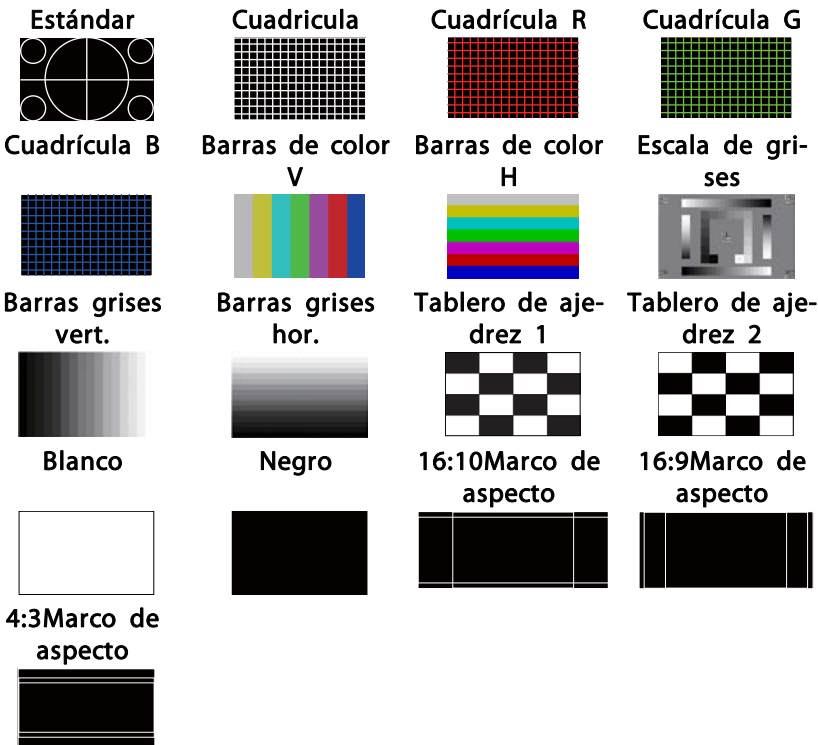 Estándar
Cuadricula
Cuadrícula R
Cuadrícula G
Cuadrícula B
Barras de color
V
Barras de color
H
Escala de gri-
ses
Barras grises
vert.
Barras grises
hor.
Tablero de aje-
drez 1
Tablero de aje-
drez 2
Blanco
Negro
16:10Marco de
aspecto
16:9Marco de
aspecto
4:3Marco de
aspecto